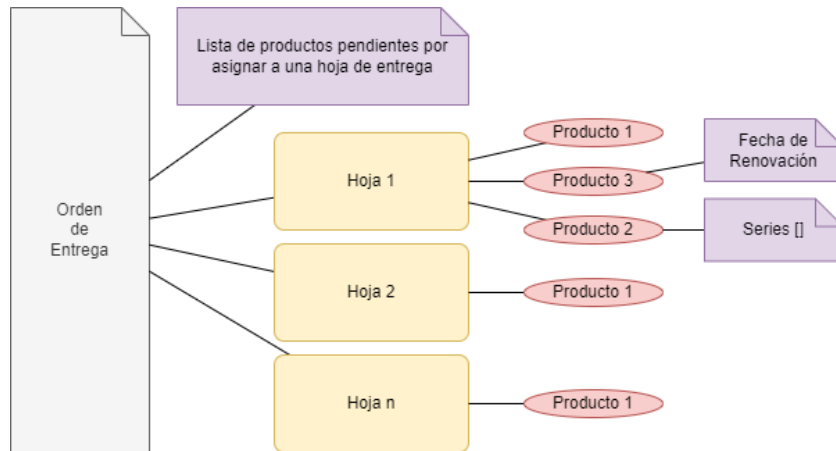 Orden
de
Entrega
Lista de productos pendientes por
asignar a una hoja de entrega
Hoja 1
Producto 1
Producto 3
Producto 2
Fecha de
Renovación
Series []
Hoja 2
Producto 1
Hoja n
Producto 1